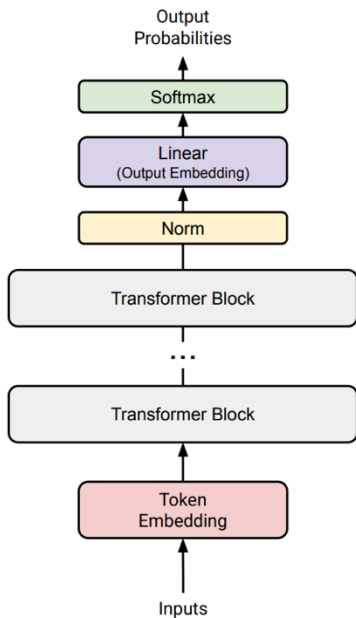 Output
Probabilities
Softmax
Linear
(Output Embedding)
Norm
Transformer Block
...
Transformer Block
Token
Embedding
Inputs